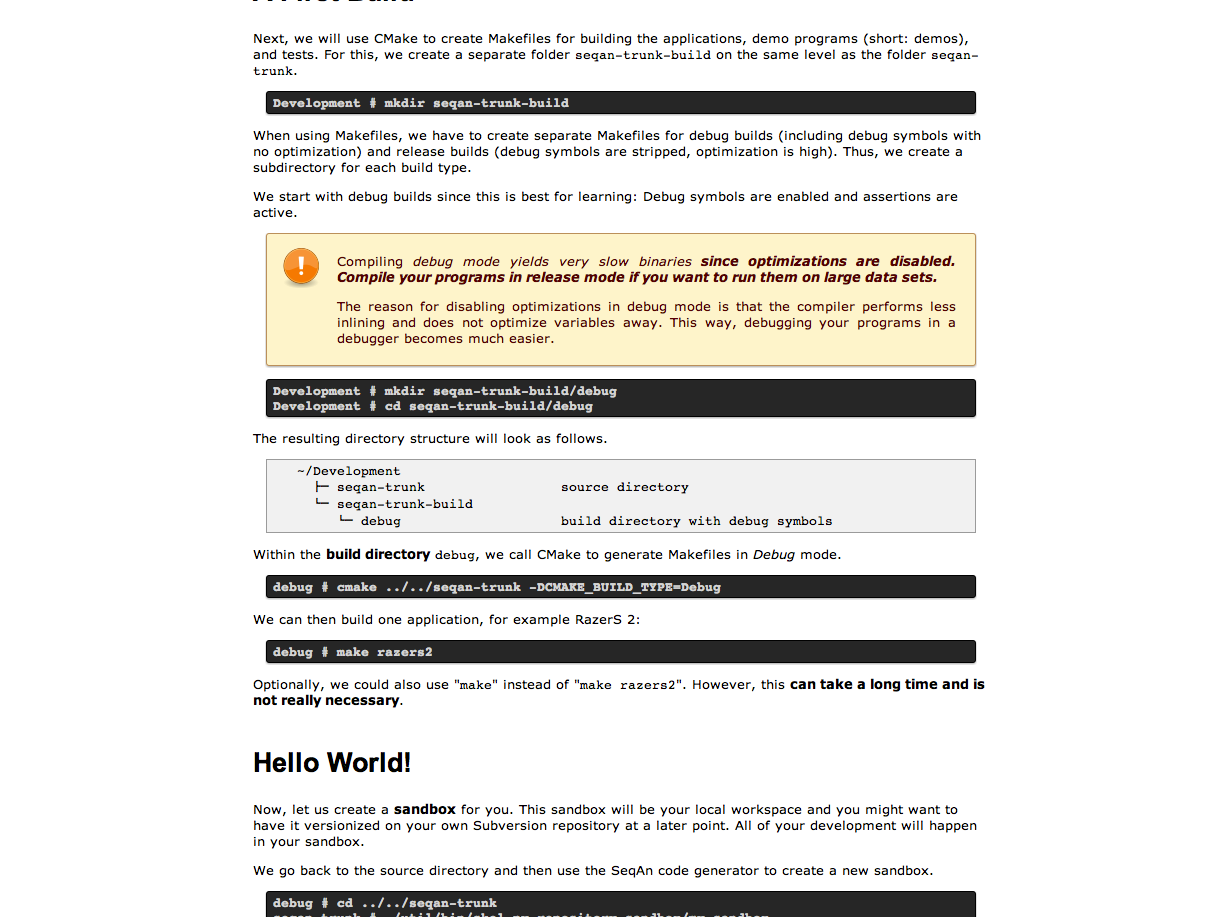 Next, we will use CMake to create Makefiles for building the applications, demo programs (short: demos),
and tests. For this, we create a separate folder seqan-trunk-build on the same level as the folder seqan-
trunk.
Development # mkdir seqan-trunk-build
When using Makefiles, we have to create separate Makefiles for debug builds (including debug symbols with
no optimization) and release builds (debug symbols are stripped, optimization is high). Thus, we create a
subdirectory for each build type.
We start with debug builds since this is best for learning: Debug symbols are enabled and assertions are
active.
Compiling debug mode yields very slow binaries since optimizations are disabled.
Compile your programs in release mode if you want to run them on large data sets.
The reason for disabling optimizations in debug mode is that the compiler performs less
inlining and does not optimize variables away. This way, debugging your programs in a
debugger becomes much easier.
Development # mkdir seqan-trunk-build/debug
Development # cd seqan-trunk-build/debug
The resulting directory structure will look as follows.
~/Development
├─ seqan-trunk source directory
└─ seqan-trunk-build
└─ debug build directory with debug symbols
Within the build directory debug, we call CMake to generate Makefiles in Debug mode.
debug # cmake ../../seqan-trunk -DCMAKE_BUILD_TYPE=Debug
We can then build one application, for example RazerS 2:
debug # make razers2
Optionally, we could also use "make" instead of "make razers2". However, this can take a long time and is
not really necessary.
Hello World!
Now, let us create a sandbox for you. This sandbox will be your local workspace and you might want to
have it versionized on your own Subversion repository at a later point. All of your development will happen
in your sandbox.
We go back to the source directory and then use the SeqAn code generator to create a new sandbox.
debug # cd ../../seqan-trunk